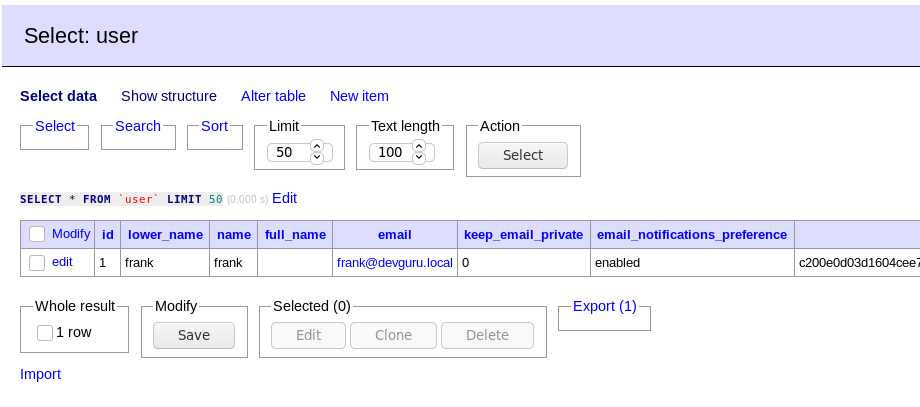 Select: user
Select data Show structure Alter table New item
Select Search Sort Limit Text length Action
50 100 Select
SELECT * FROM `user` LIMIT 50 (0.000 s) Edit
Modify id lower_name name full_name email keep_email_private email_notifications_preference
edit 1 frank frank frank@devguru.local 0 enabled c200e0d03d1604cee7
Whole result Modify Selected (0) Export (1)
1 row Save Edit Clone Delete
Import